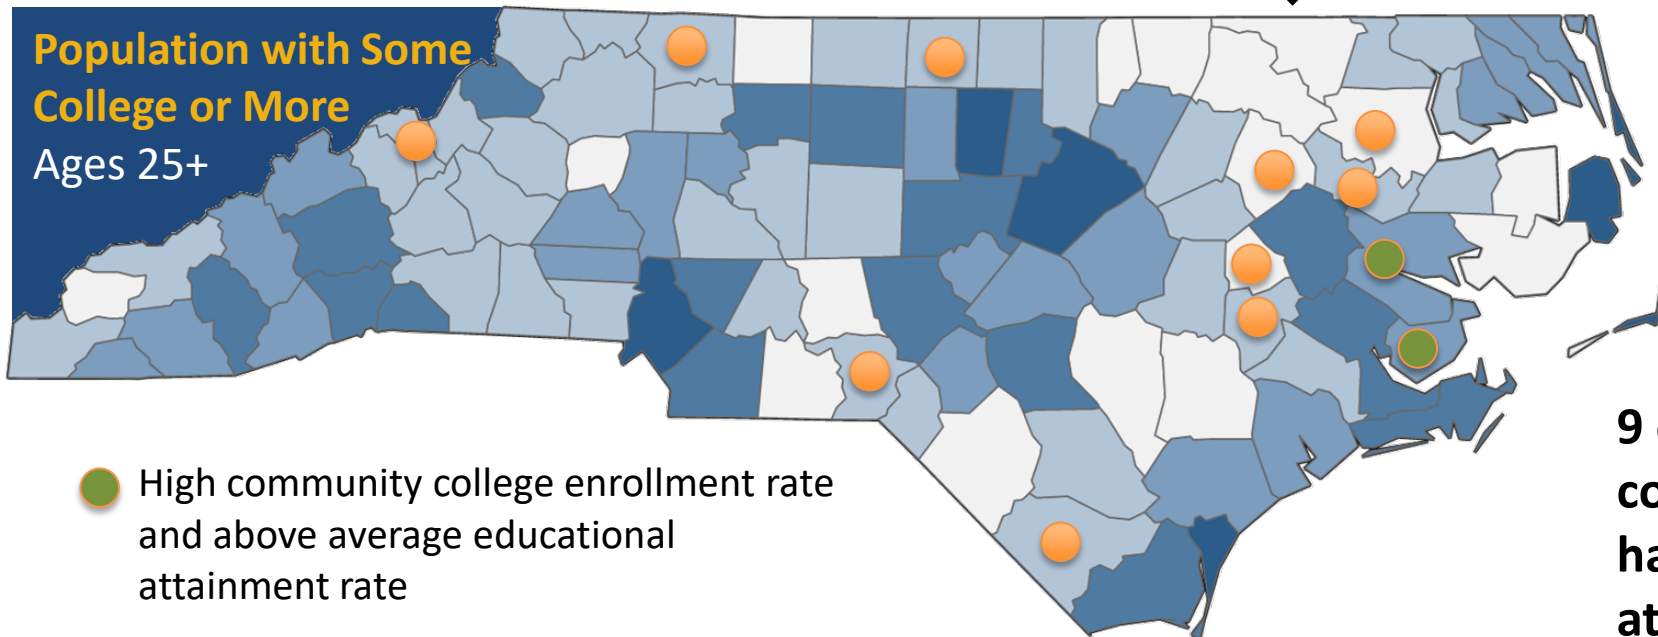 Population with Some
College or More
Ages 25+
High community college enrollment rate
and above average educational
attainment rate
9